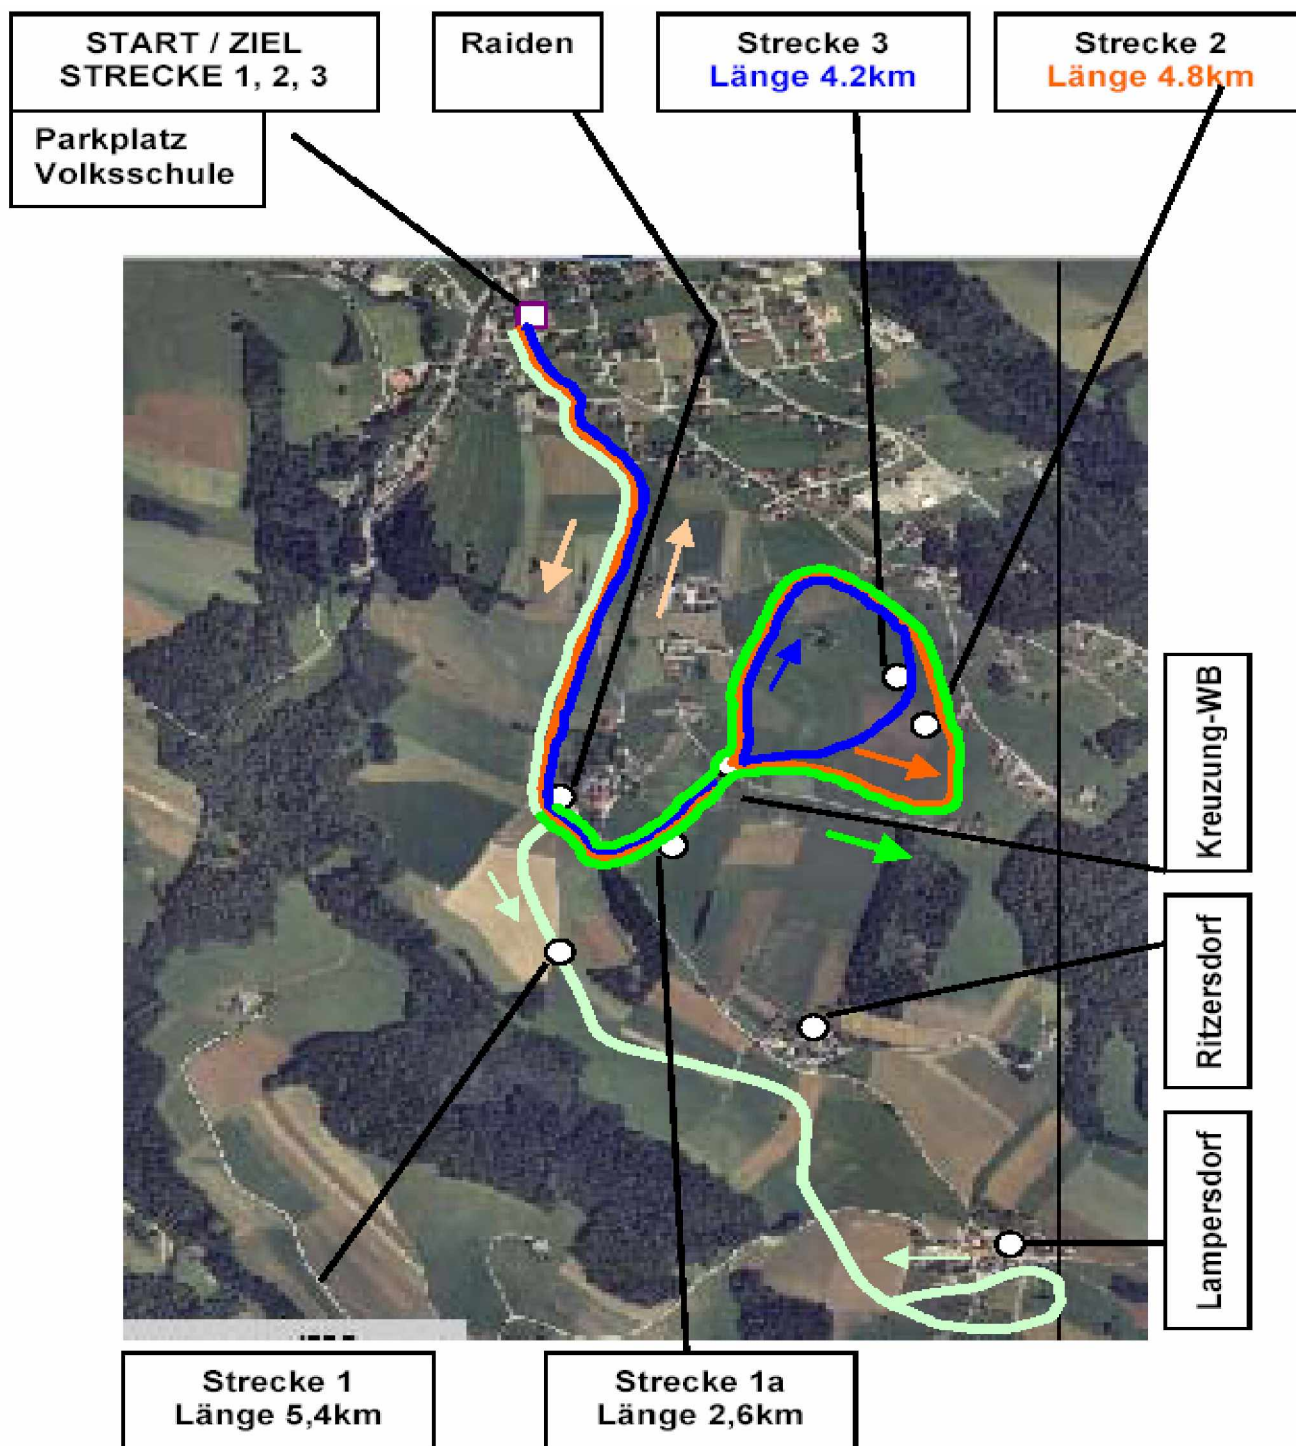 START / ZIEL
STRECKE 1, 2, 3
Parkplatz
Volksschule
Raiden
Strecke 3
Länge 4.2km
Strecke 2
Länge 4.8km
Kreuzung-WB
Ritzersdorf
Lampersdorf
Strecke 1
Länge 5,4km
Strecke 1a
Länge 2,6km